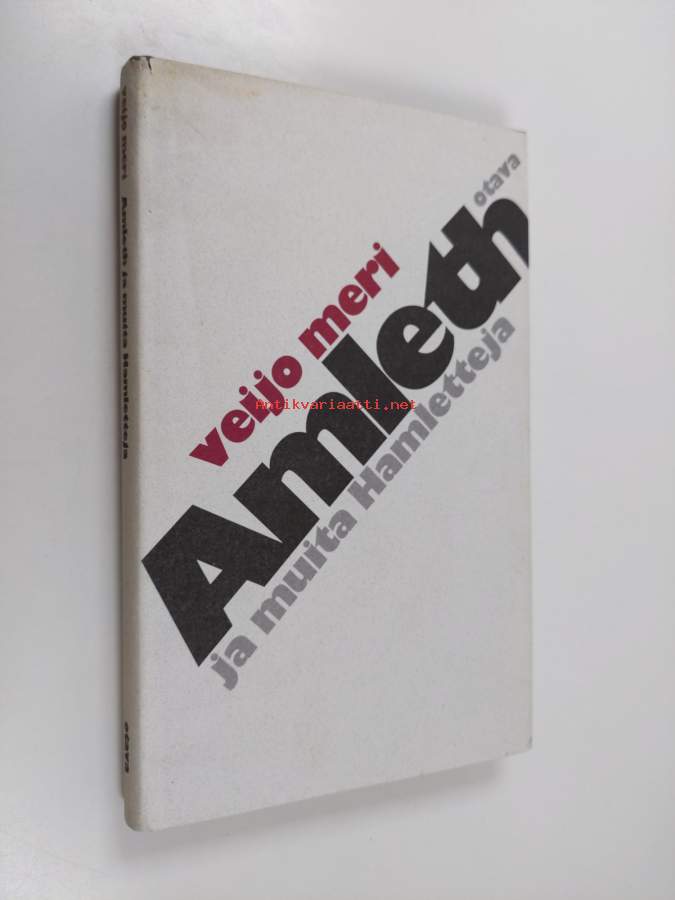 veijo meri
Amleth
ja muita Hamletteja
otava
veijo meri Amleth ja muita Hamletteja
otava
Antikvariaatti.net